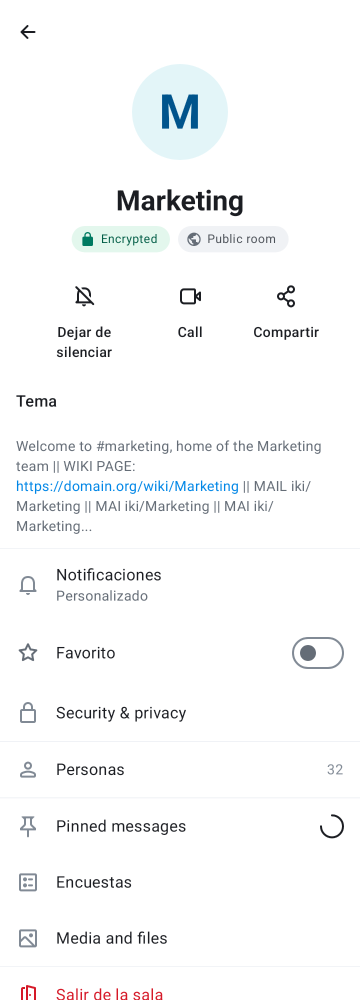 M
Marketing
Encrypted
Public room
Dejar de
silenciar
Call
Compartir
Tema
Welcome to #marketing, home of the Marketing
team || WIKI PAGE:
https://domain.org/wiki/Marketing || MAIL iki/
Marketing || MAI iki/Marketing || MAI iki/
Marketing...
Notificaciones
Personalizado
Favorito
Security & privacy
Personas
32
Pinned messages
Encuestas
Media and files
Salir de la sala